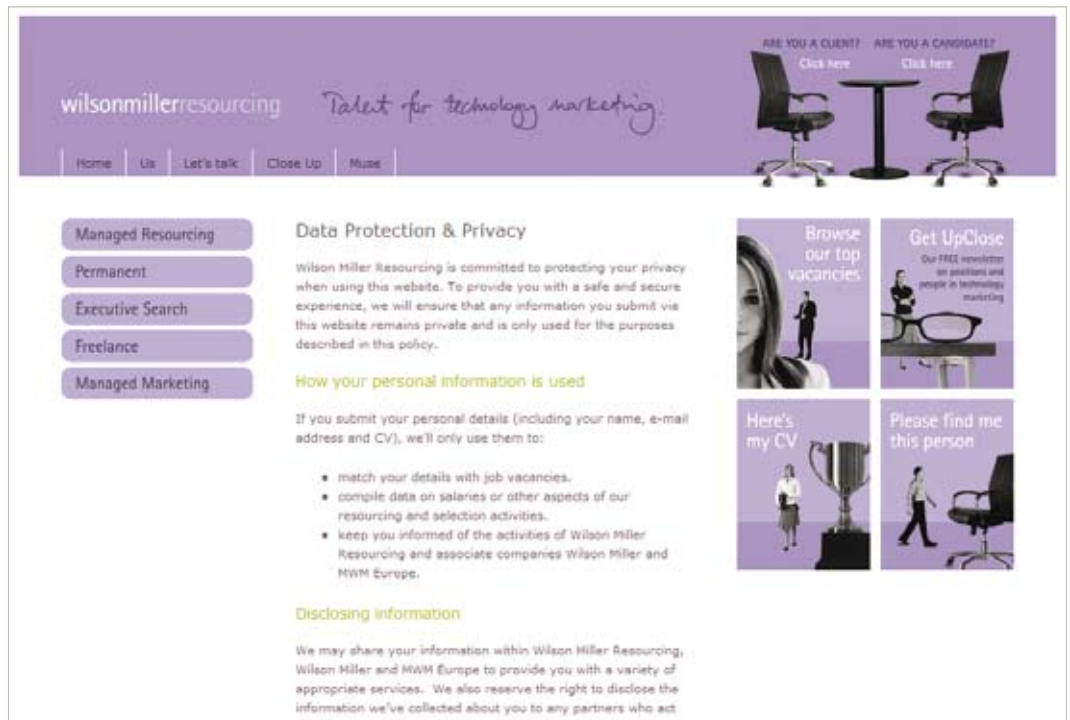 ARE YOU A CLIENT? ARE YOU A CANDIDATE?
Click here Click here
wilsonmillerresourcing Talent for technology marketing.
Home Us Let's talk Close Up Muse
Managed Resourcing
Permanent
Executive Search
Freelance
Managed Marketing
Data Protection & Privacy
Wilson Miller Resourcing is committed to protecting your privacy
when using this website. To provide you with a safe and secure
experience, we will ensure that any information you submit via
this website remains private and is only used for the purposes
described in this policy.
How your personal information is used
If you submit your personal details (including your name, e-mail
address and CV), we'll only use them to:
• match your details with job vacancies.
• compile data on salaries or other aspects of our
resourcing and selection activities.
• keep you informed of the activities of Wilson Miller
Resourcing and associate companies Wilson Miller and
MWM Europe.
Disclosing information
We may share your information within Wilson Miller Resourcing,
Wilson Miller and MWM Europe to provide you with a variety of
appropriate services. We also reserve the right to disclose the
information we've collected about you to any partners who act
Browse
our top
vacancies
Get UpClose
Our FREE newsletter
on positions and
people in technology
marketing
Here's
my CV
Please find me
this person